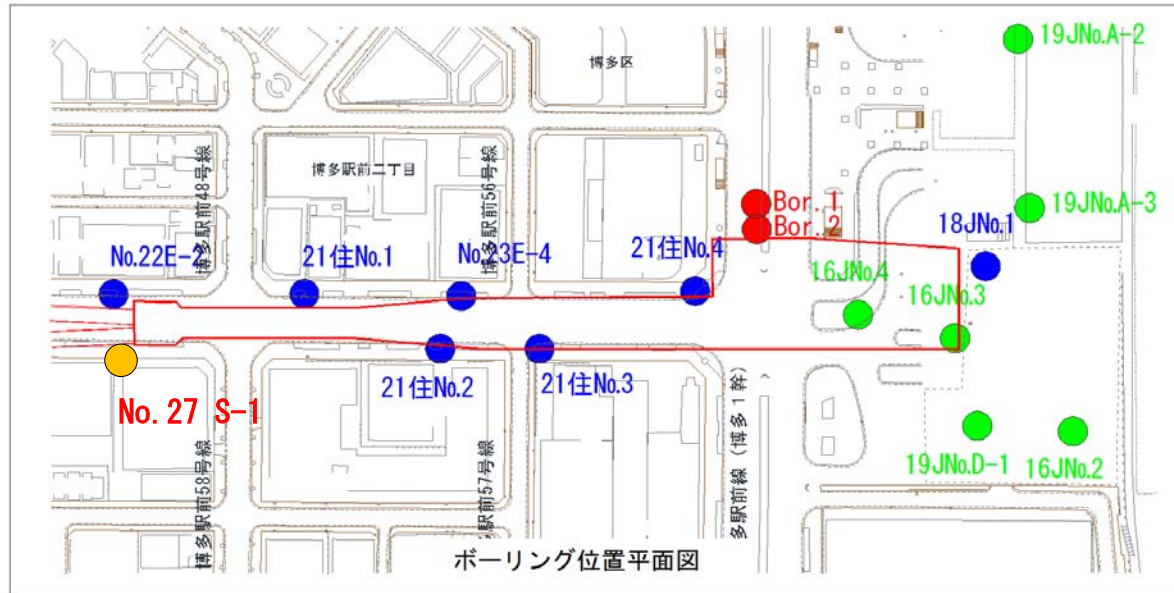 19JNo.A-2
博多区
博多駅前48号線
博多駅前二丁目
博多駅前56号線
Bor.1
Bor.2
19JNo.A-3
18JNo.1
No.22E-2
21住No.1
No.23E-4
21住No.4
16JNo.4
16JNo.3
21住No.2
21住No.3
No. 27 S-1
博多駅前58号線
博多駅前57号線
多駅前線（博多1幹）
19JNo.D-1
16JNo.2
ボーリング位置平面図